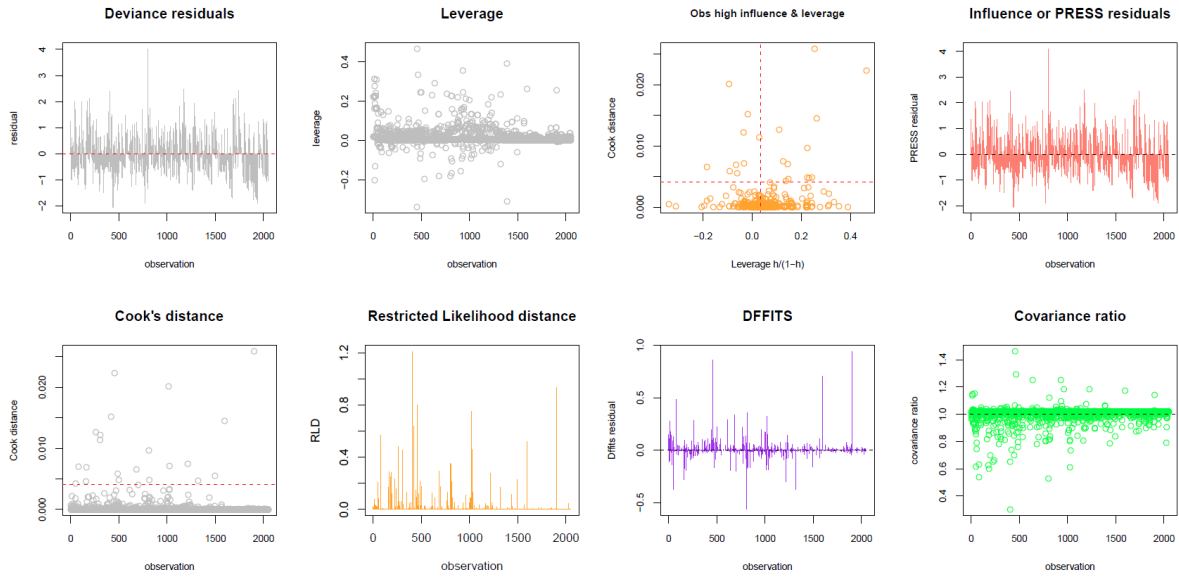 Deviance residuals
residual
4
3
2
1
0
−1
−2
0 500 1000 1500 2000
observation
Leverage
leverage
0.4
0.2
0.0
−0.2
0 500 1000 1500 2000
observation
Obs high influence & leverage
Cook distance
0.020
0.010
0.000
−0.2 0.0 0.2 0.4
Leverage h/(1−h)
Influence or PRESS residuals
PRESS residual
4
3
2
1
0
−1
−2
0 500 1000 1500 2000
observation
Cook's distance
Cook distance
0.020
0.010
0.000
0 500 1000 1500 2000
observation
Restricted Likelihood distance
RLD
1.2
0.8
0.4
0.0
0 500 1000 1500 2000
observation
DFFITS
Dffits residual
1.0
0.5
0.0
−0.5
0 500 1000 1500 2000
observation
Covariance ratio
covariance ratio
1.4
1.2
1.0
0.8
0.6
0.4
0 500 1000 1500 2000
observation